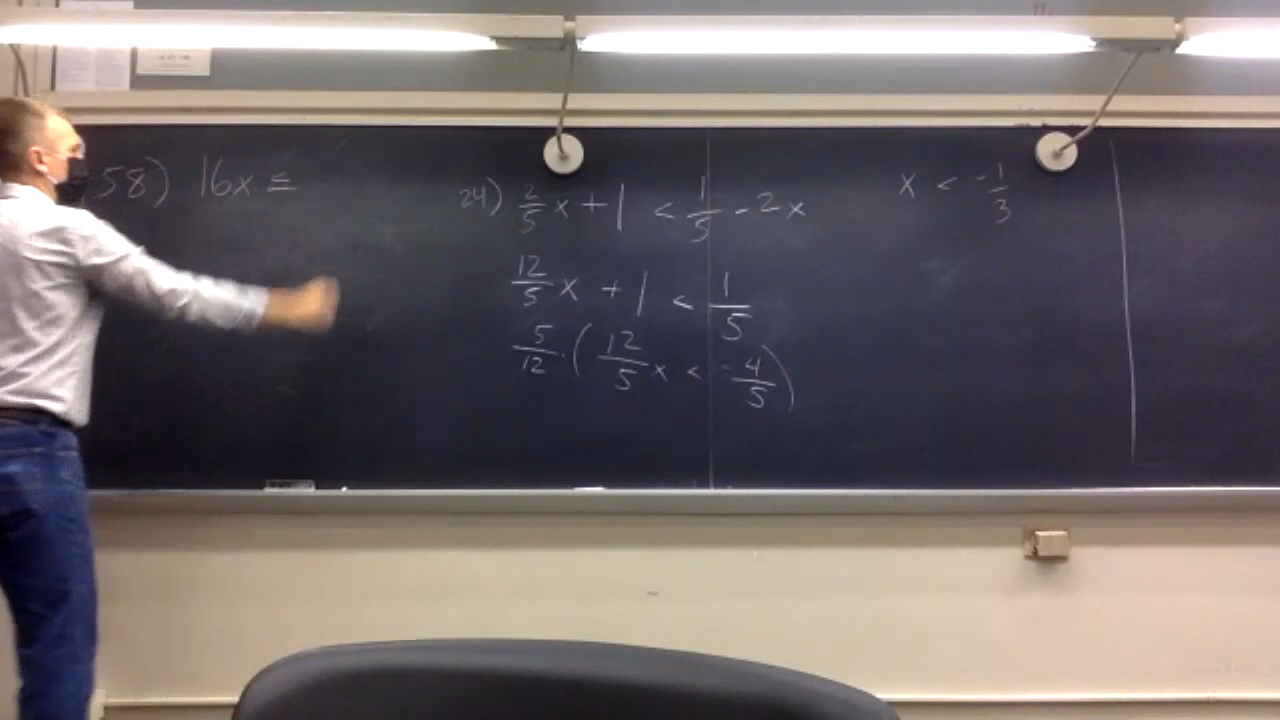 58) 16x ≤
24) 2/5 x + 1 < 1/5 - 2x
12/5 x + 1 < 1/5
5/12 · ( 12/5 x < - 4/5 )
x < - 1/3